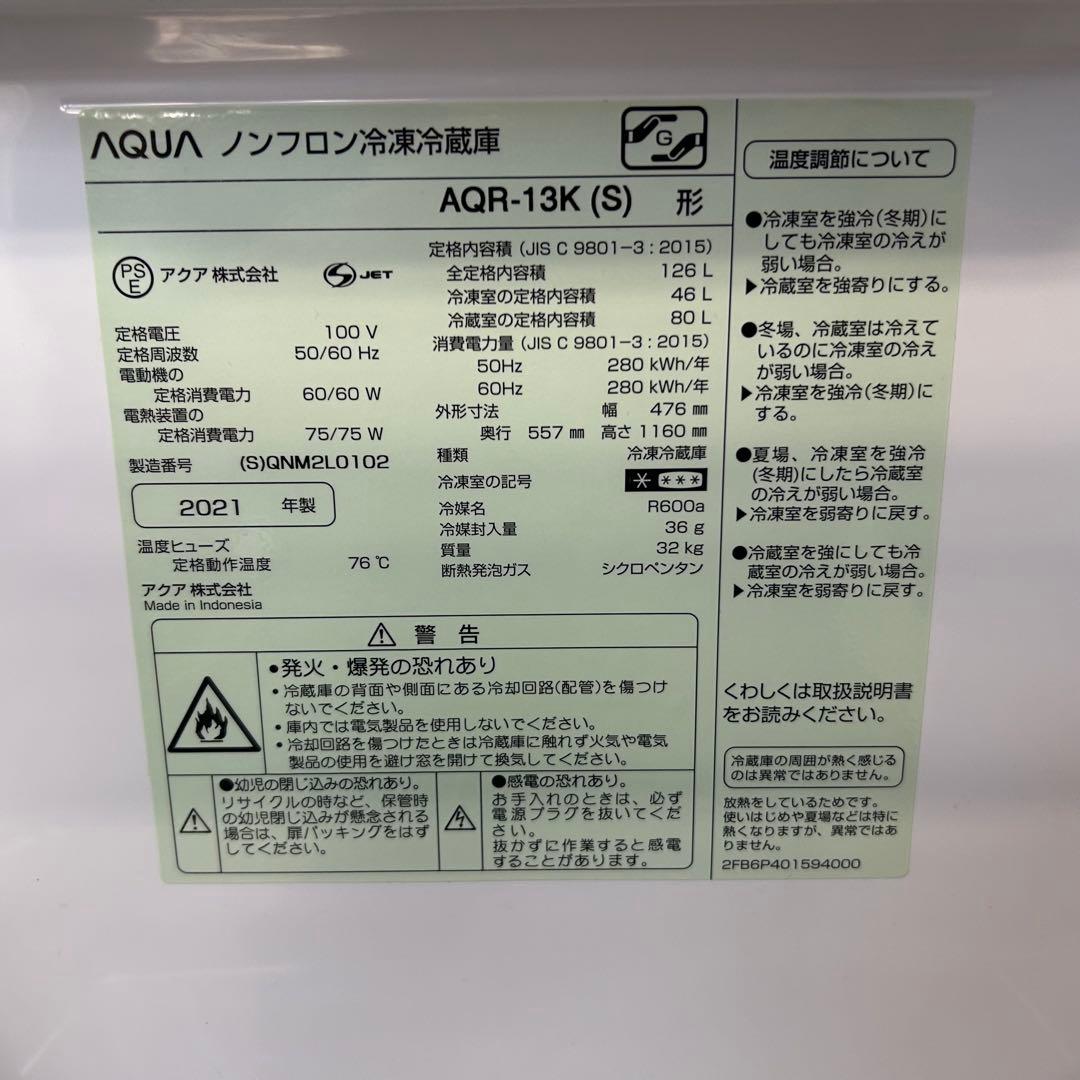 AQUA ノンフロン冷凍冷蔵庫
G
AQR-13K (S) 形
PS
E
アクア 株式会社
S JET
定格電圧 100 V
定格周波数 50/60 Hz
電動機の
定格消費電力 60/60 W
電熱装置の
定格消費電力 75/75 W
製造番号 (S)QNM2L0102
2021 年製
温度ヒューズ
定格動作温度 76 ℃
アクア 株式会社
Made in Indonesia
定格内容積 (JIS C 9801-3 : 2015)
全定格内容積 126 L
冷凍室の定格内容積 46 L
冷蔵室の定格内容積 80 L
消費電力量 (JIS C 9801-3 : 2015)
50Hz 280 kWh/年
60Hz 280 kWh/年
外形寸法 幅 476 ㎜
奥行 557 ㎜ 高さ 1160 ㎜
種類 冷凍冷蔵庫
冷凍室の記号 * ***
冷媒名 R600a
冷媒封入量 36 g
質量 32 kg
断熱発泡ガス シクロペンタン
⚠ 警 告
●発火・爆発の恐れあり
・冷蔵庫の背面や側面にある冷却回路(配管)を傷つけ
ないでください。
・庫内では電気製品を使用しないでください。
・冷却回路を傷つけたときは冷蔵庫に触れず火気や電気
製品の使用を避け窓を開けて換気してください。
●幼児の閉じ込みの恐れあり。
リサイクルの時など、保管時
の幼児閉じ込みが懸念される
場合は、扉パッキングをはず
してください。
●感電の恐れあり。
お手入れのときは、必ず
電源プラグを抜いてくだ
さい。
抜かずに作業すると感電
することがあります。
温度調節について
●冷凍室を強冷(冬期)に
しても冷凍室の冷えが
弱い場合。
▶冷蔵室を強寄りにする。
●冬場、冷蔵室は冷えて
いるのに冷凍室の冷え
が弱い場合。
▶冷凍室を強冷(冬期)に
する。
●夏場、冷凍室を強冷
(冬期)にしたら冷蔵室
の冷えが弱い場合。
▶冷凍室を弱寄りに戻す。
●冷蔵室を強にしても冷
蔵室の冷えが弱い場合。
▶冷凍室を弱寄りに戻す。
くわしくは取扱説明書
をお読みください。
冷蔵庫の周囲が熱く感じる
のは異常ではありません。
放熱をしているためです。
使いはじめや夏場などは特に
熱くなりますが、異常ではあ
りません。
2FB6P401594000